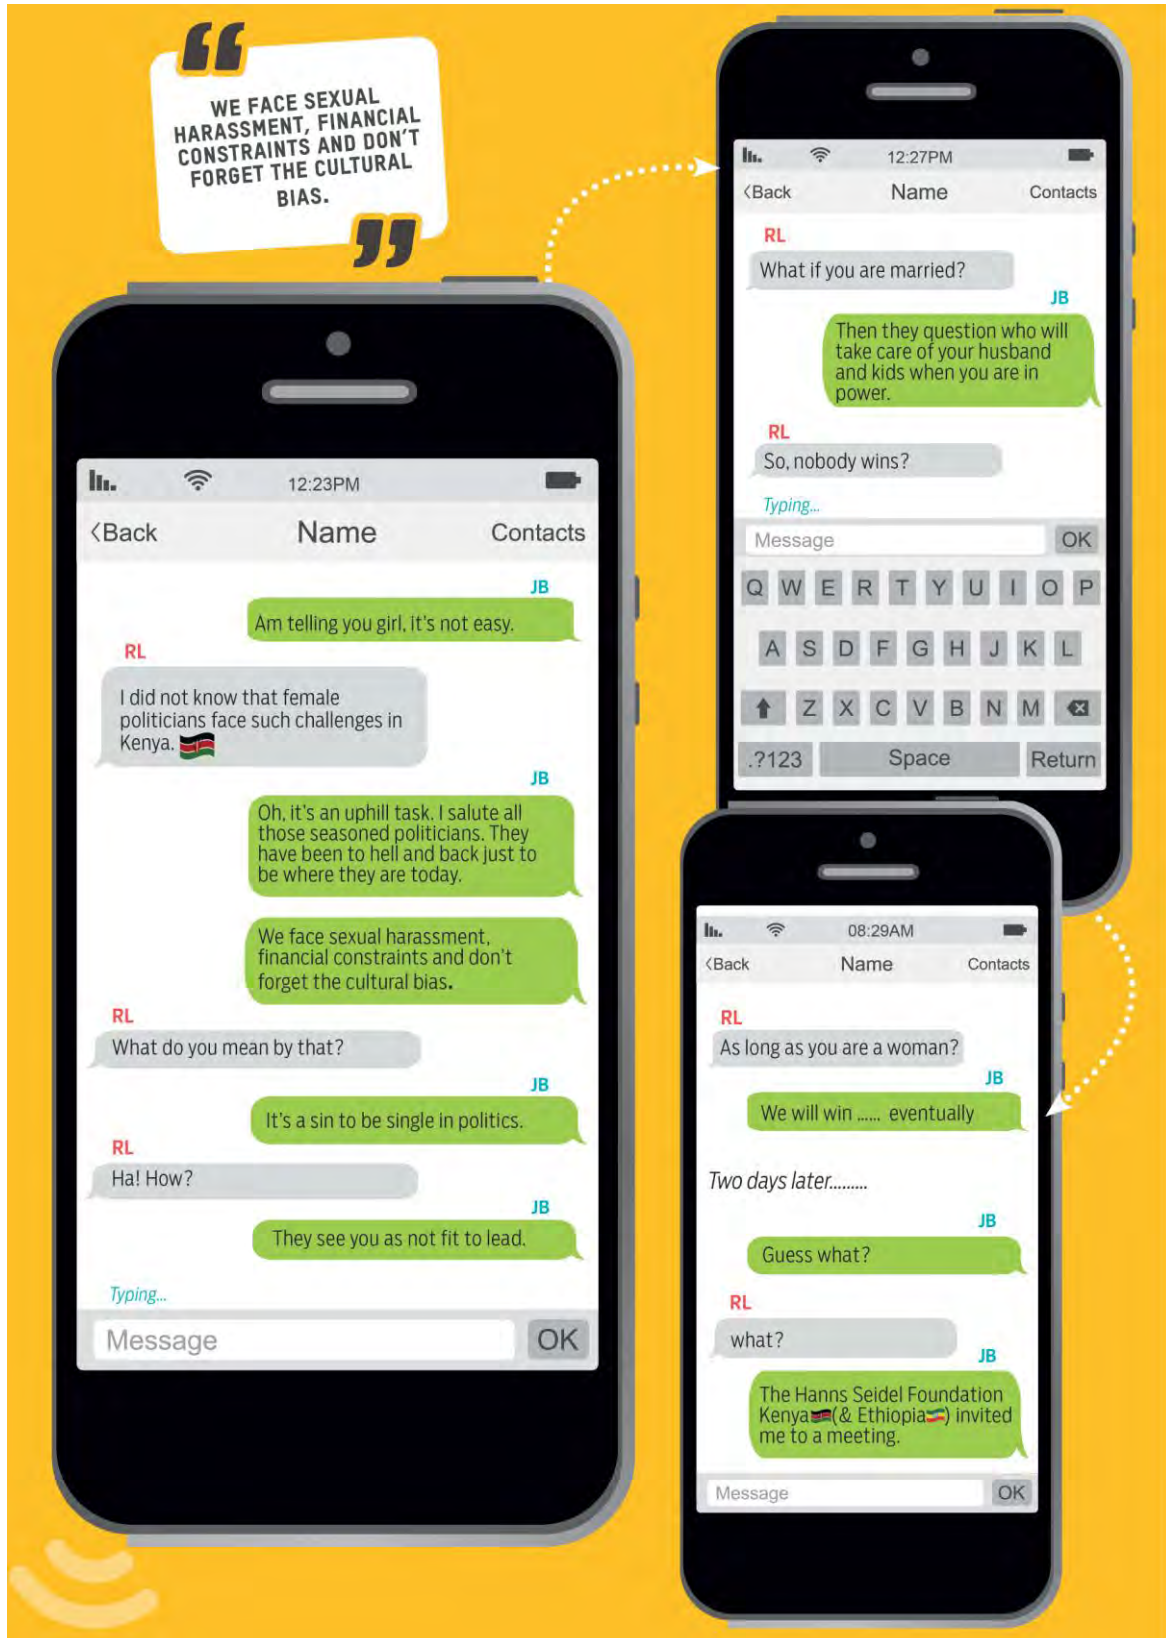 “
WE FACE SEXUAL
HARASSMENT, FINANCIAL
CONSTRAINTS AND DON'T
FORGET THE CULTURAL
BIAS.
”
12:23PM
<Back Name Contacts
JB
Am telling you girl, it's not easy.
RL
I did not know that female
politicians face such challenges in
Kenya.
JB
Oh, it's an uphill task. I salute all
those seasoned politicians. They
have been to hell and back just to
be where they are today.
We face sexual harassment,
financial constraints and don't
forget the cultural bias.
RL
What do you mean by that?
JB
It's a sin to be single in politics.
RL
Ha! How?
JB
They see you as not fit to lead.
Typing...
Message OK
12:27PM
<Back Name Contacts
RL
What if you are married?
JB
Then they question who will
take care of your husband
and kids when you are in
power.
RL
So, nobody wins?
Typing...
Message OK
Q W E R T Y U I O P
A S D F G H J K L
Z X C V B N M
.?123 Space Return
08:29AM
<Back Name Contacts
RL
As long as you are a woman?
JB
We will win ...... eventually
Two days later.........
JB
Guess what?
RL
what?
JB
The Hanns Seidel Foundation
Kenya (& Ethiopia ) invited
me to a meeting.
Message OK